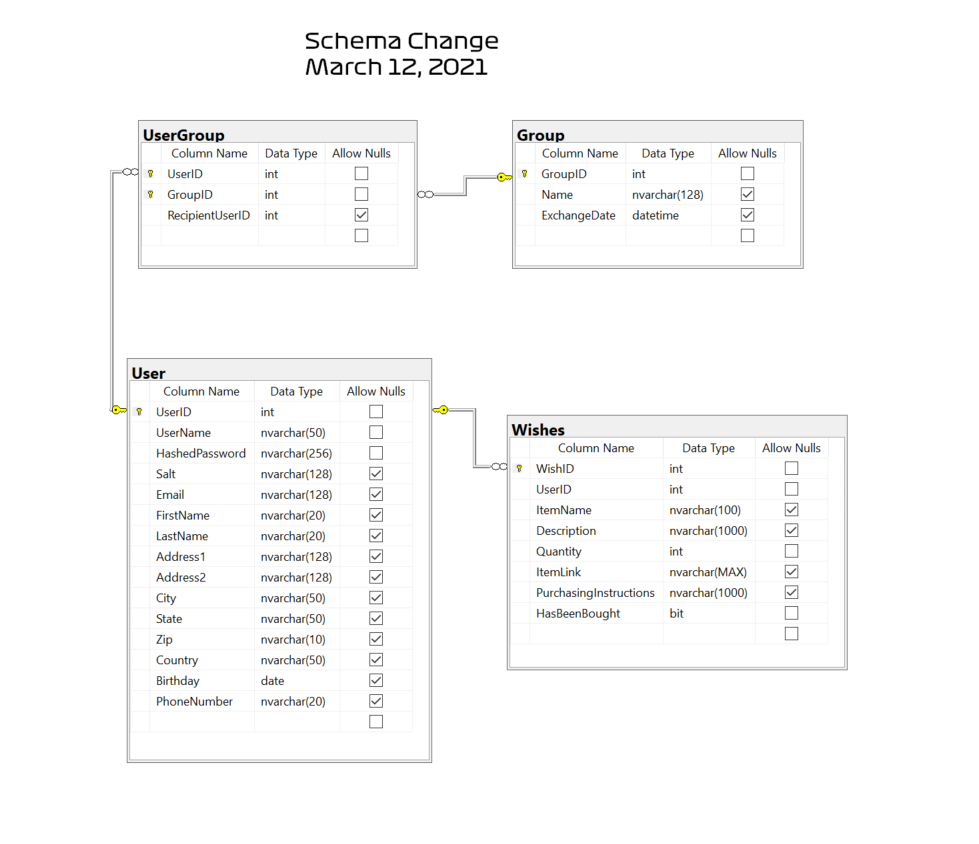 Schema Change
March 12, 2021
UserGroup
Column Name Data Type Allow Nulls
UserID int
GroupID int
RecipientUserID int
Group
Column Name Data Type Allow Nulls
GroupID int
Name nvarchar(128)
ExchangeDate datetime
User
Column Name Data Type Allow Nulls
UserID int
UserName nvarchar(50)
HashedPassword nvarchar(256)
Salt nvarchar(128)
Email nvarchar(128)
FirstName nvarchar(20)
LastName nvarchar(20)
Address1 nvarchar(128)
Address2 nvarchar(128)
City nvarchar(50)
State nvarchar(50)
Zip nvarchar(10)
Country nvarchar(50)
Birthday date
PhoneNumber nvarchar(20)
Wishes
Column Name Data Type Allow Nulls
WishID int
UserID int
ItemName nvarchar(100)
Description nvarchar(1000)
Quantity int
ItemLink nvarchar(MAX)
PurchasingInstructions nvarchar(1000)
HasBeenBought bit